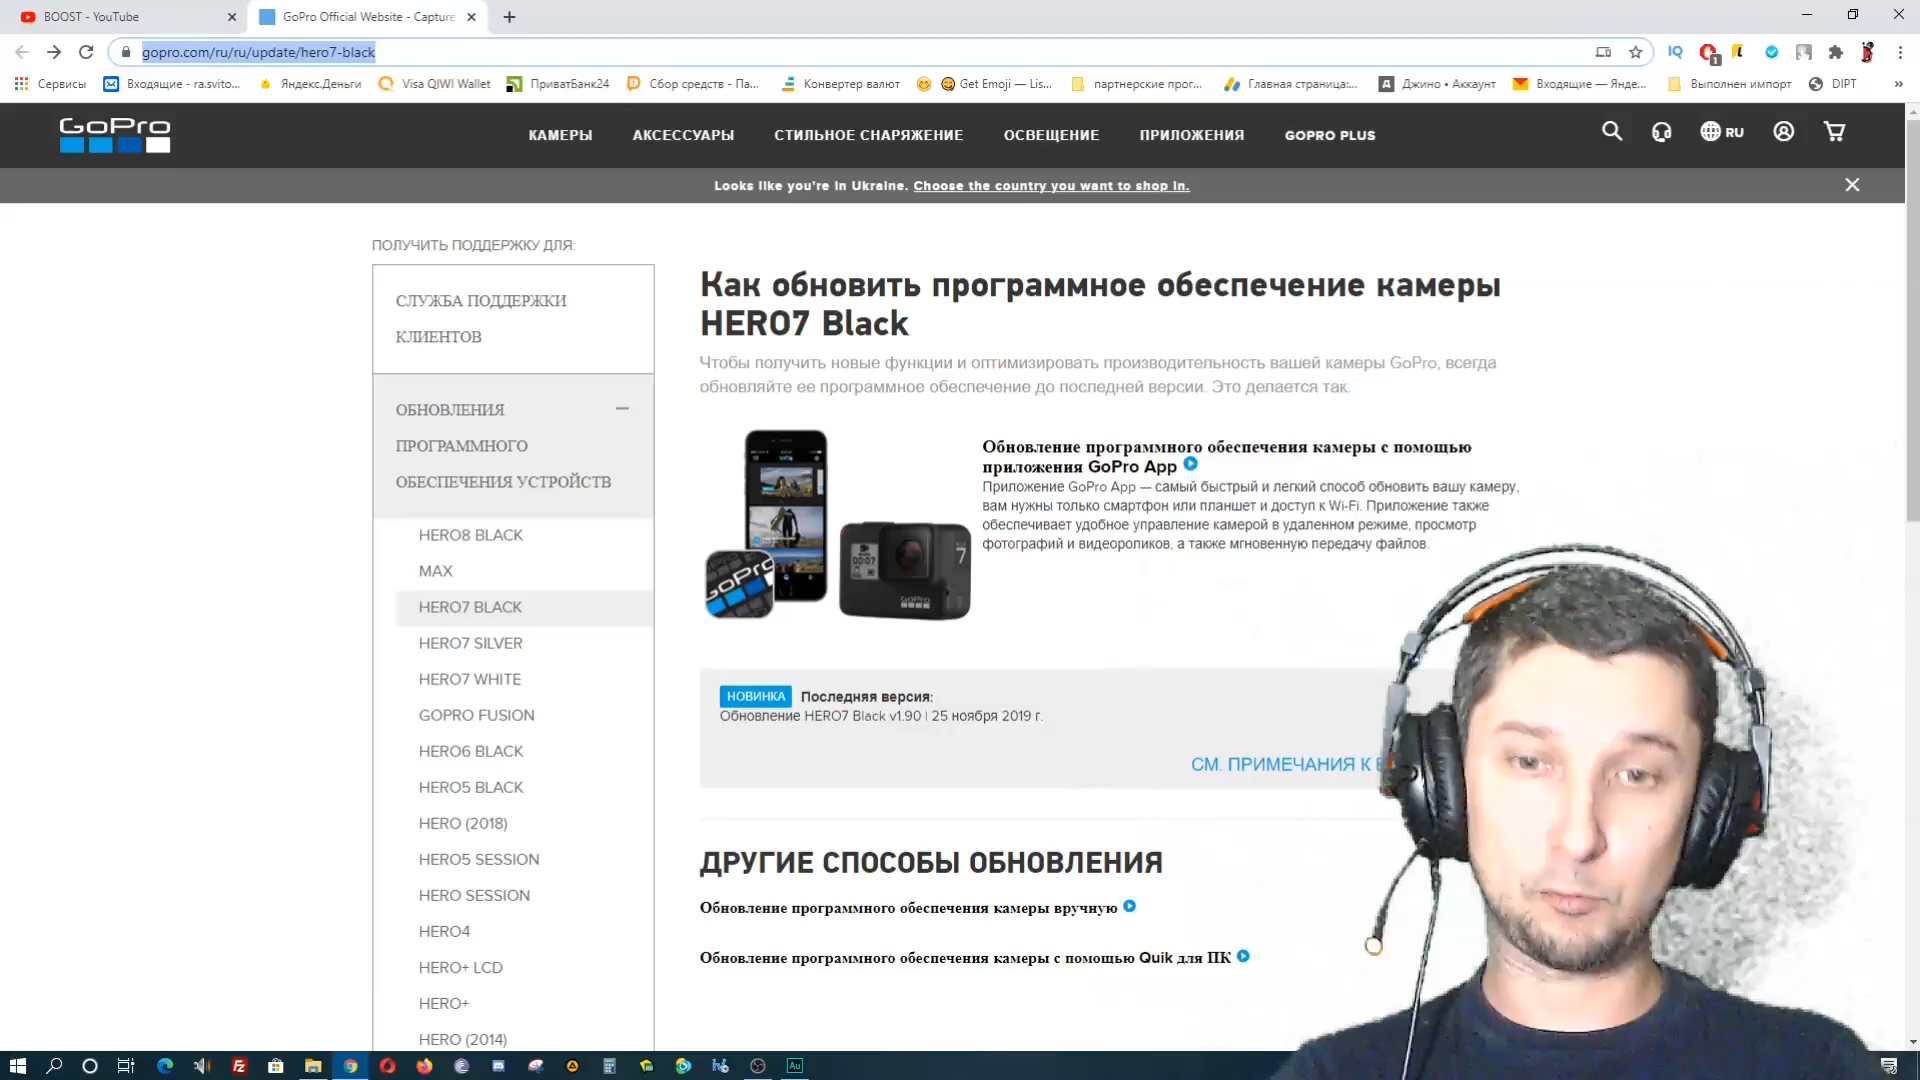 BOOST - YouTube
GoPro Official Website - Capture
gopro.com/ru/ru/update/hero7-black
Сервисы
Входящие - ra.svito...
Яндекс.Деньги
Visa QIWI Wallet
ПриватБанк24
Сбор средств - Па...
Конвертер валют
Get Emoji — Lis...
партнерские прог...
Главная страница:...
Джино • Аккаунт
Входящие — Янде...
Выполнен импорт
DIPT
GoPro
КАМЕРЫ
АКСЕССУАРЫ
СТИЛЬНОЕ СНАРЯЖЕНИЕ
ОСВЕЩЕНИЕ
ПРИЛОЖЕНИЯ
GOPRO PLUS
RU
Looks like you're in Ukraine. Choose the country you want to shop in.
ПОЛУЧИТЬ ПОДДЕРЖКУ ДЛЯ:
СЛУЖБА ПОДДЕРЖКИ
КЛИЕНТОВ
ОБНОВЛЕНИЯ
ПРОГРАММНОГО
ОБЕСПЕЧЕНИЯ УСТРОЙСТВ
HERO8 BLACK
MAX
HERO7 BLACK
HERO7 SILVER
HERO7 WHITE
GOPRO FUSION
HERO6 BLACK
HERO5 BLACK
HERO (2018)
HERO5 SESSION
HERO SESSION
HERO4
HERO+ LCD
HERO+
HERO (2014)
Как обновить программное обеспечение камеры
HERO7 Black
Чтобы получить новые функции и оптимизировать производительность вашей камеры GoPro, всегда
обновляйте ее программное обеспечение до последней версии. Это делается так.
Обновление программного обеспечения камеры с помощью
приложения GoPro App
Приложение GoPro App — самый быстрый и легкий способ обновить вашу камеру,
вам нужны только смартфон или планшет и доступ к Wi-Fi. Приложение также
обеспечивает удобное управление камерой в удаленном режиме, просмотр
фотографий и видеороликов, а также мгновенную передачу файлов.
НОВИНКА Последняя версия:
Обновление HERO7 Black v1.90 | 25 ноября 2019 г.
СМ. ПРИМЕЧАНИЯ К
ДРУГИЕ СПОСОБЫ ОБНОВЛЕНИЯ
Обновление программного обеспечения камеры вручную
Обновление программного обеспечения камеры с помощью Quik для ПК